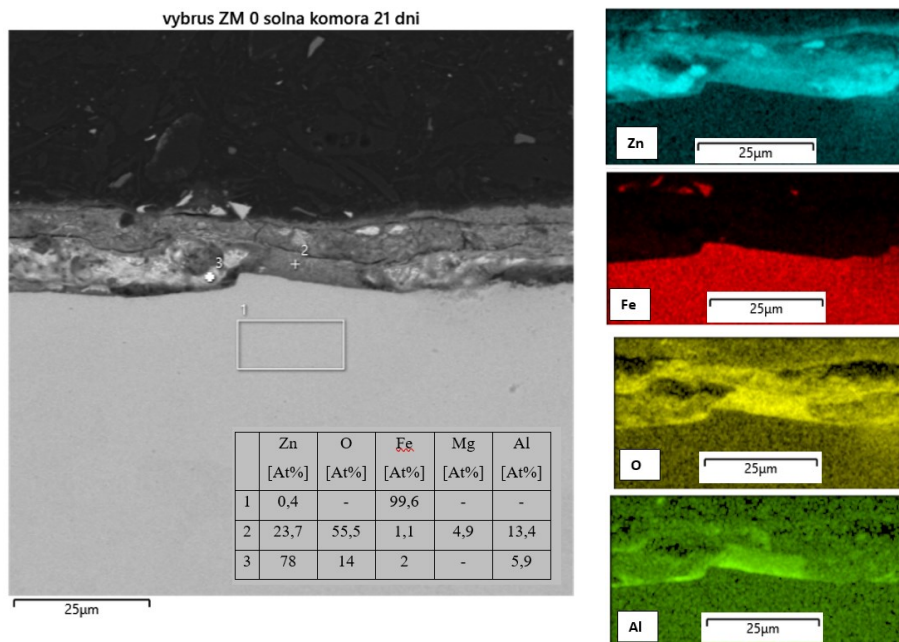 vybrus ZM 0 solna komora 21 dni
2
3
1
Zn O Fe Mg Al
[At%] [At%] [At%] [At%] [At%]
1 0,4 - 99,6 - -
2 23,7 55,5 1,1 4,9 13,4
3 78 14 2 - 5,9
25µm
Zn
25µm
Fe
25µm
O
25µm
Al
25µm